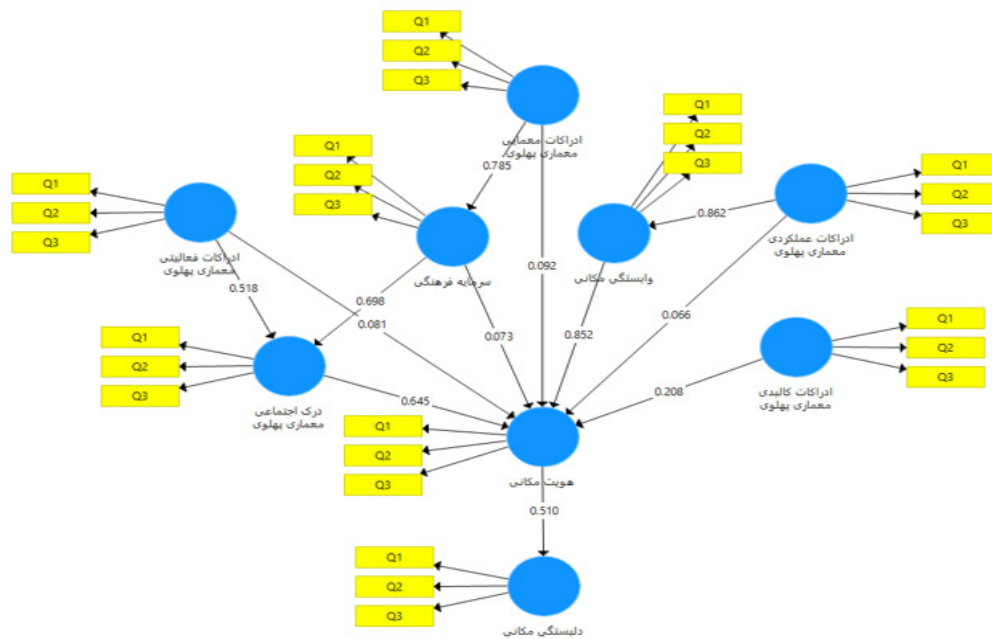 Q1
Q2
Q3
ادراکات معمایی
معماری پهلوی
Q1
Q2
Q3
Q1
Q2
Q3
0.785
Q1
Q2
Q3
ادراکات عملکردی
معماری پهلوی
0.862
Q1
Q2
Q3
ادراکات فعالیتی
معماری پهلوی
سرمایه فرهنگی
وابستگی مکانی
0.092
0.518
0.698
0.081
0.073
0.852
0.066
Q1
Q2
Q3
درک اجتماعی
معماری پهلوی
Q1
Q2
Q3
ادراکات کالبدی
معماری پهلوی
0.208
0.645
Q1
Q2
Q3
هویت مکانی
0.510
Q1
Q2
Q3
دلبستگی مکانی